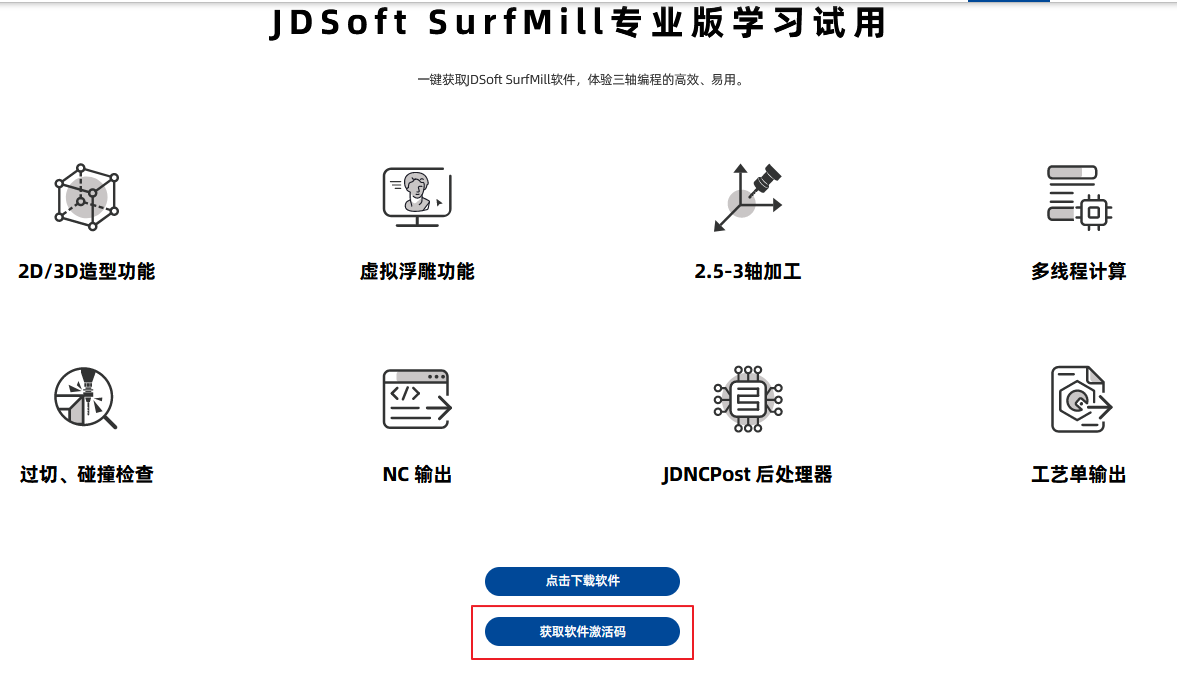 JDSoft SurfMill专业版学习试用
一键获取JDSoft SurfMill软件，体验三轴编程的高效、易用。
2D/3D造型功能
虚拟浮雕功能
2.5-3轴加工
多线程计算
过切、碰撞检查
NC 输出
JDNCPost 后处理器
工艺单输出
点击下载软件
获取软件激活码